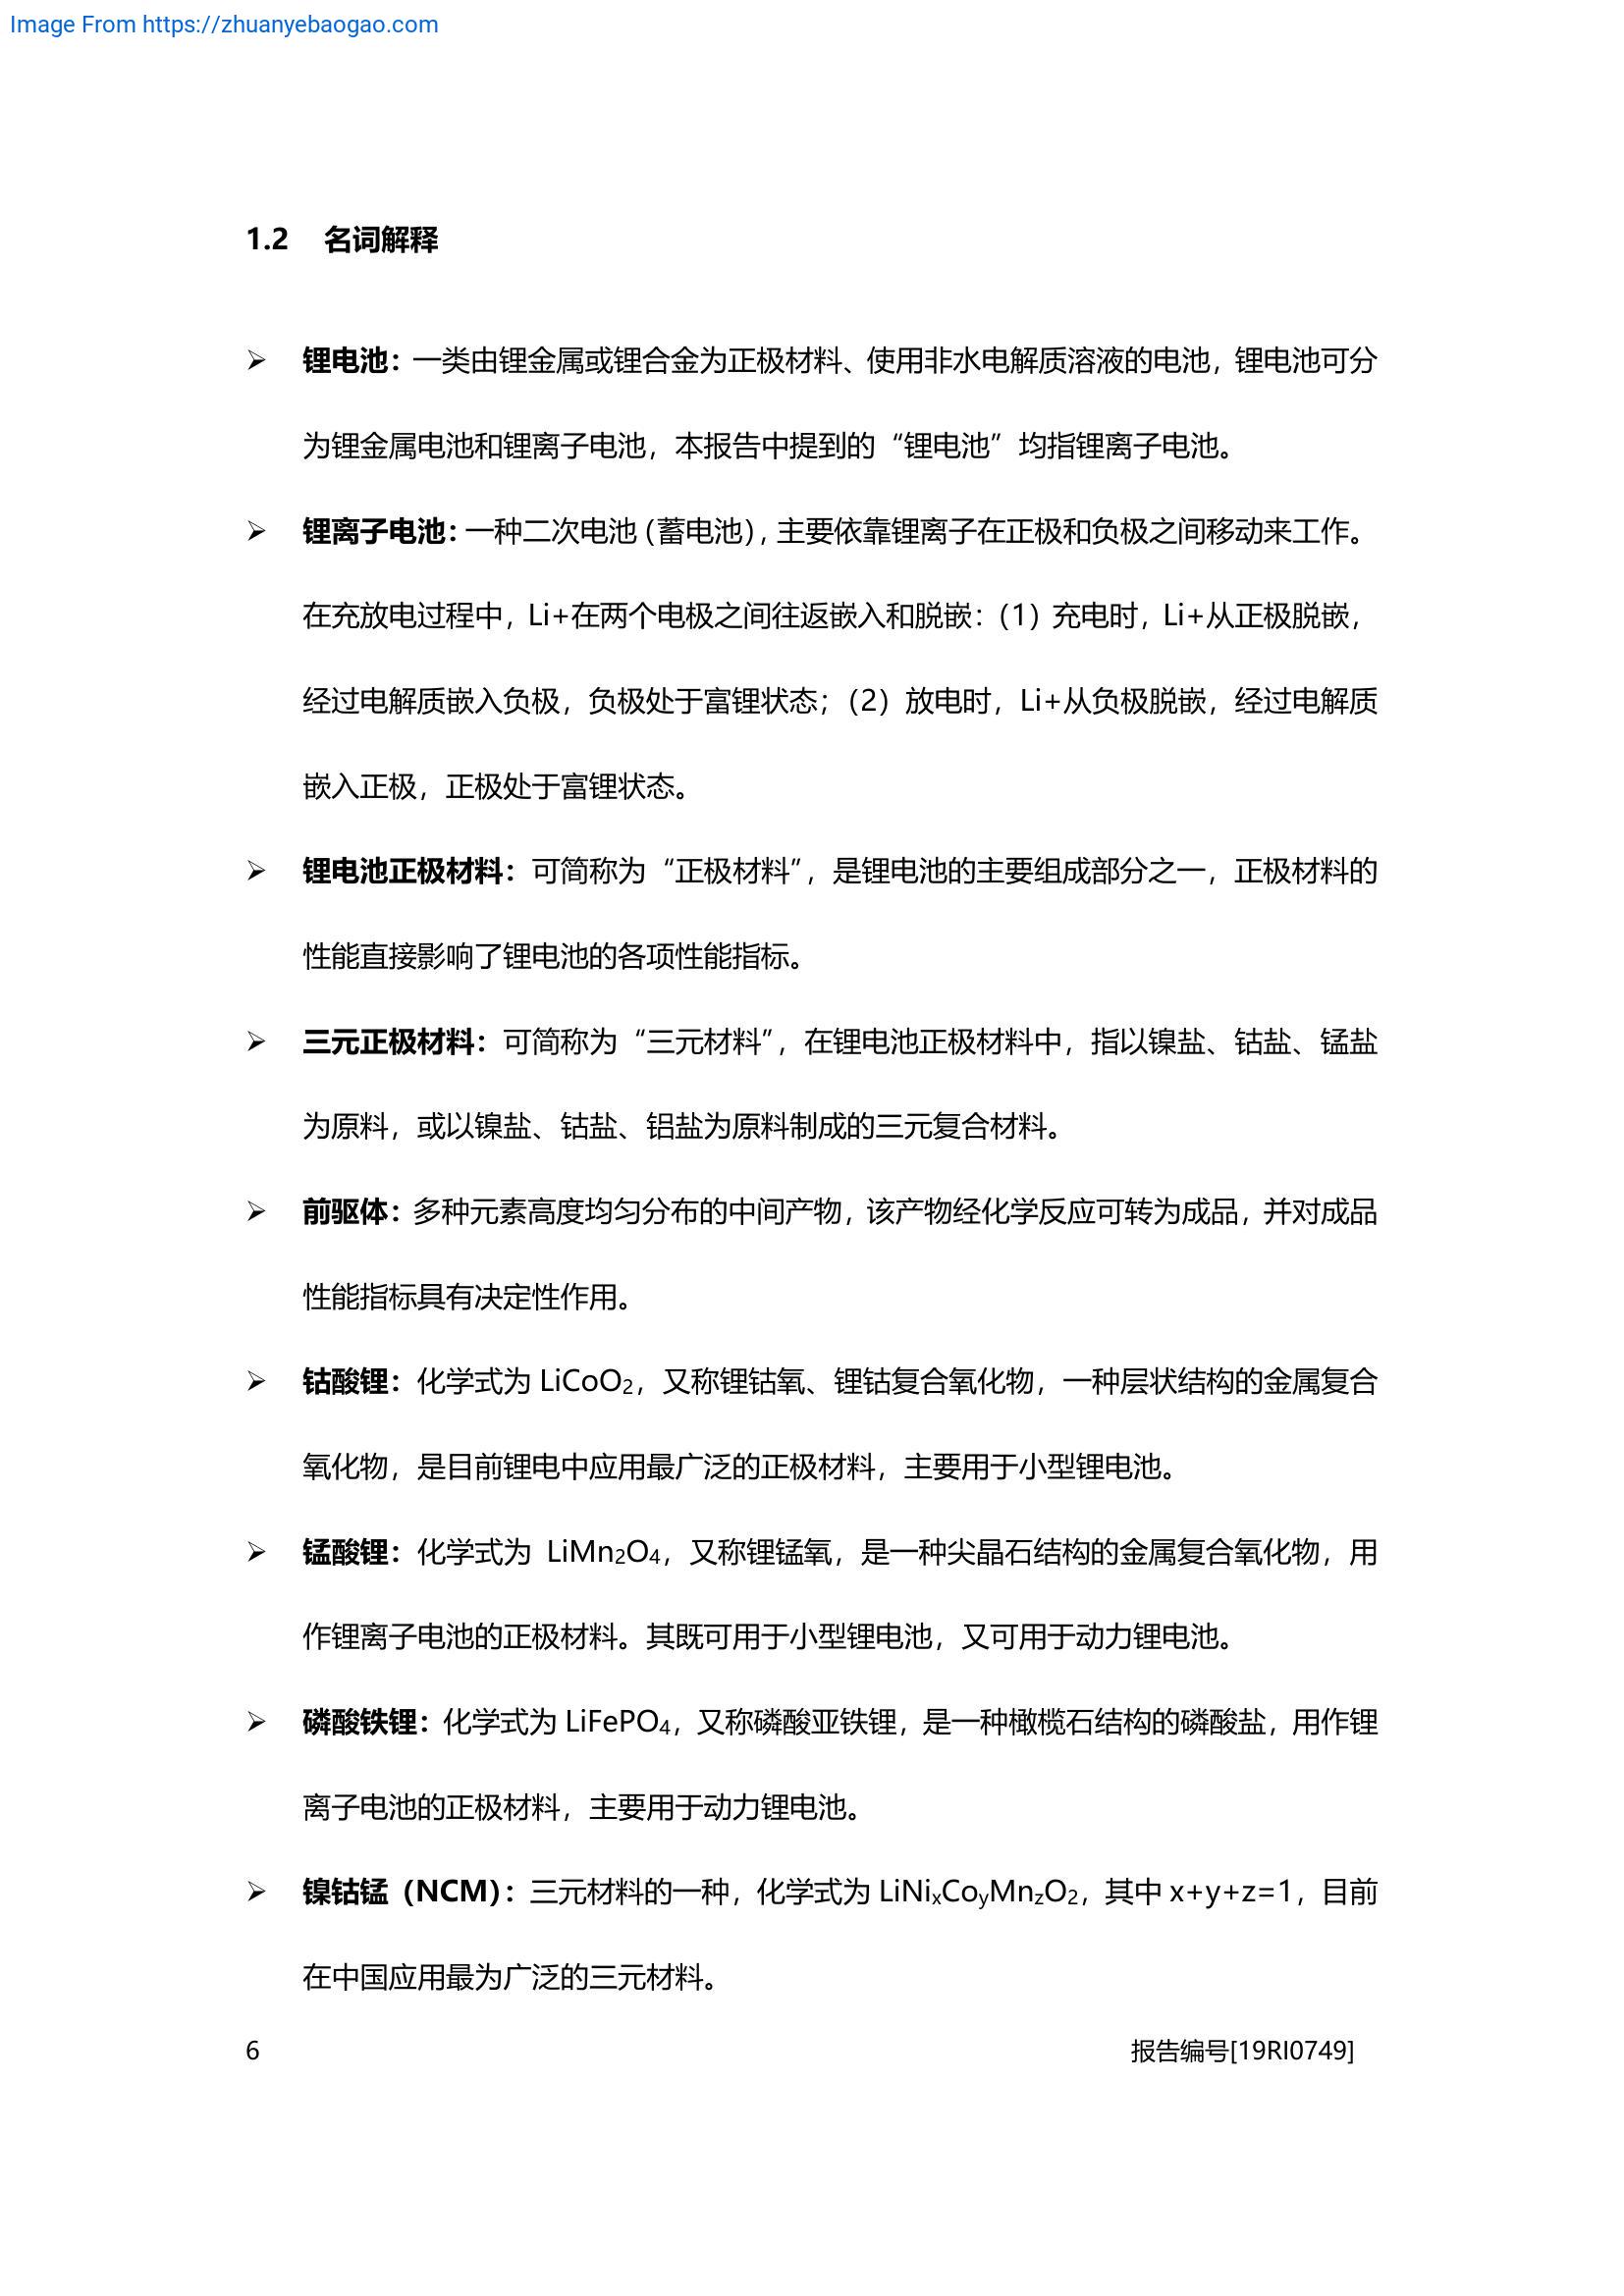 Image From https://zhuanyebaogao.com
1.2 名词解释
➢ 锂电池：一类由锂金属或锂合金为正极材料、使用非水电解质溶液的电池，锂电池可分
为锂金属电池和锂离子电池，本报告中提到的“锂电池”均指锂离子电池。
➢ 锂离子电池：一种二次电池（蓄电池），主要依靠锂离子在正极和负极之间移动来工作。
在充放电过程中，Li+在两个电极之间往返嵌入和脱嵌：（1）充电时，Li+从正极脱嵌，
经过电解质嵌入负极，负极处于富锂状态；（2）放电时，Li+从负极脱嵌，经过电解质
嵌入正极，正极处于富锂状态。
➢ 锂电池正极材料：可简称为“正极材料”，是锂电池的主要组成部分之一，正极材料的
性能直接影响了锂电池的各项性能指标。
➢ 三元正极材料：可简称为“三元材料”，在锂电池正极材料中，指以镍盐、钴盐、锰盐
为原料，或以镍盐、钴盐、铝盐为原料制成的三元复合材料。
➢ 前驱体：多种元素高度均匀分布的中间产物，该产物经化学反应可转为成品，并对成品
性能指标具有决定性作用。
➢ 钴酸锂：化学式为 LiCoO₂，又称锂钴氧、锂钴复合氧化物，一种层状结构的金属复合
氧化物，是目前锂电中应用最广泛的正极材料，主要用于小型锂电池。
➢ 锰酸锂：化学式为 LiMn₂O₄，又称锂锰氧，是一种尖晶石结构的金属复合氧化物，用
作锂离子电池的正极材料。其既可用于小型锂电池，又可用于动力锂电池。
➢ 磷酸铁锂：化学式为 LiFePO₄，又称磷酸亚铁锂，是一种橄榄石结构的磷酸盐，用作锂
离子电池的正极材料，主要用于动力锂电池。
➢ 镍钴锰（NCM）：三元材料的一种，化学式为 LiNixCoyMnzO₂，其中 x+y+z=1，目前
在中国应用最为广泛的三元材料。
6 报告编号[19RI0749]